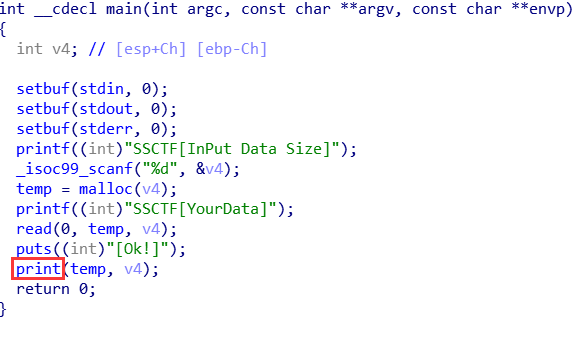 int __cdecl main(int argc, const char **argv, const char **envp)
{
  int v4; // [esp+Ch] [ebp-Ch]

  setbuf(stdin, 0);
  setbuf(stdout, 0);
  setbuf(stderr, 0);
  printf((int)"SSCTF[InPut Data Size]");
  _isoc99_scanf("%d", &v4);
  temp = malloc(v4);
  printf((int)"SSCTF[YourData]");
  read(0, temp, v4);
  puts((int)"[Ok!]");
  print(temp, v4);
  return 0;
}